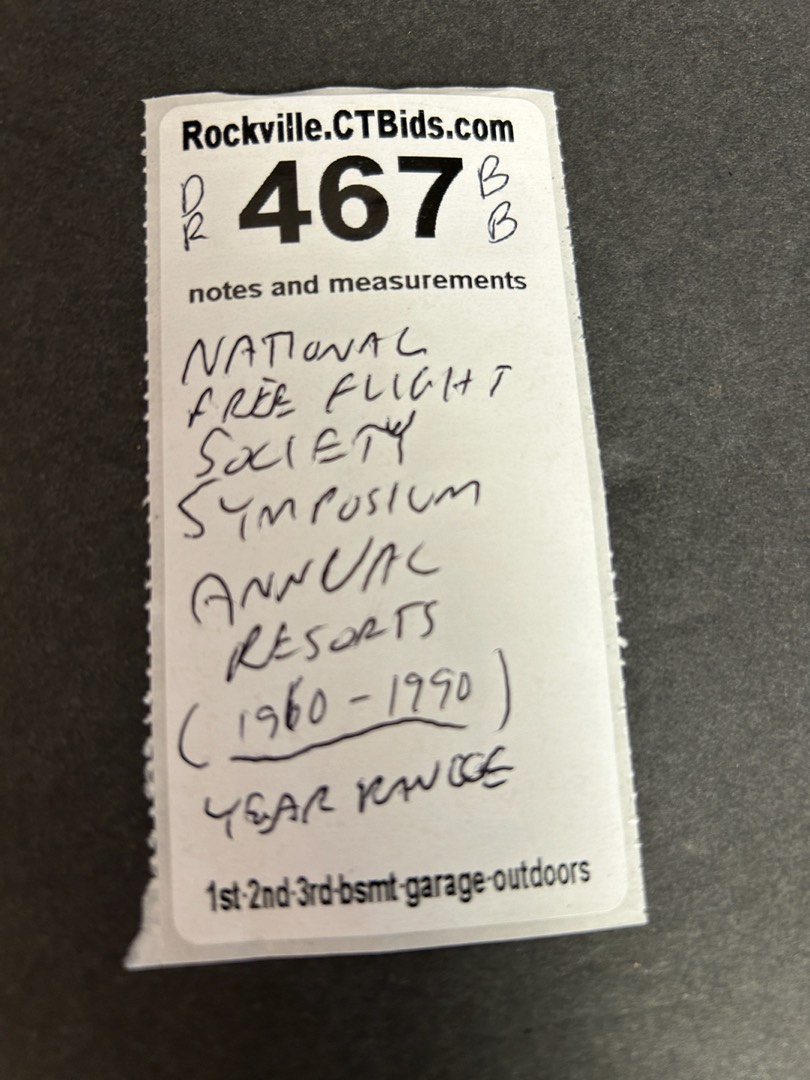 Rockville.CTBids.com
D
R
467
B
B
notes and measurements
NATIONAL
FREE FLIGHT
SOCIETY
SYMPOSIUM
ANNUAL
REPORTS
(1960-1990)
YEAR RANGE
1st-2nd-3rd-bsmt-garage-outdoors